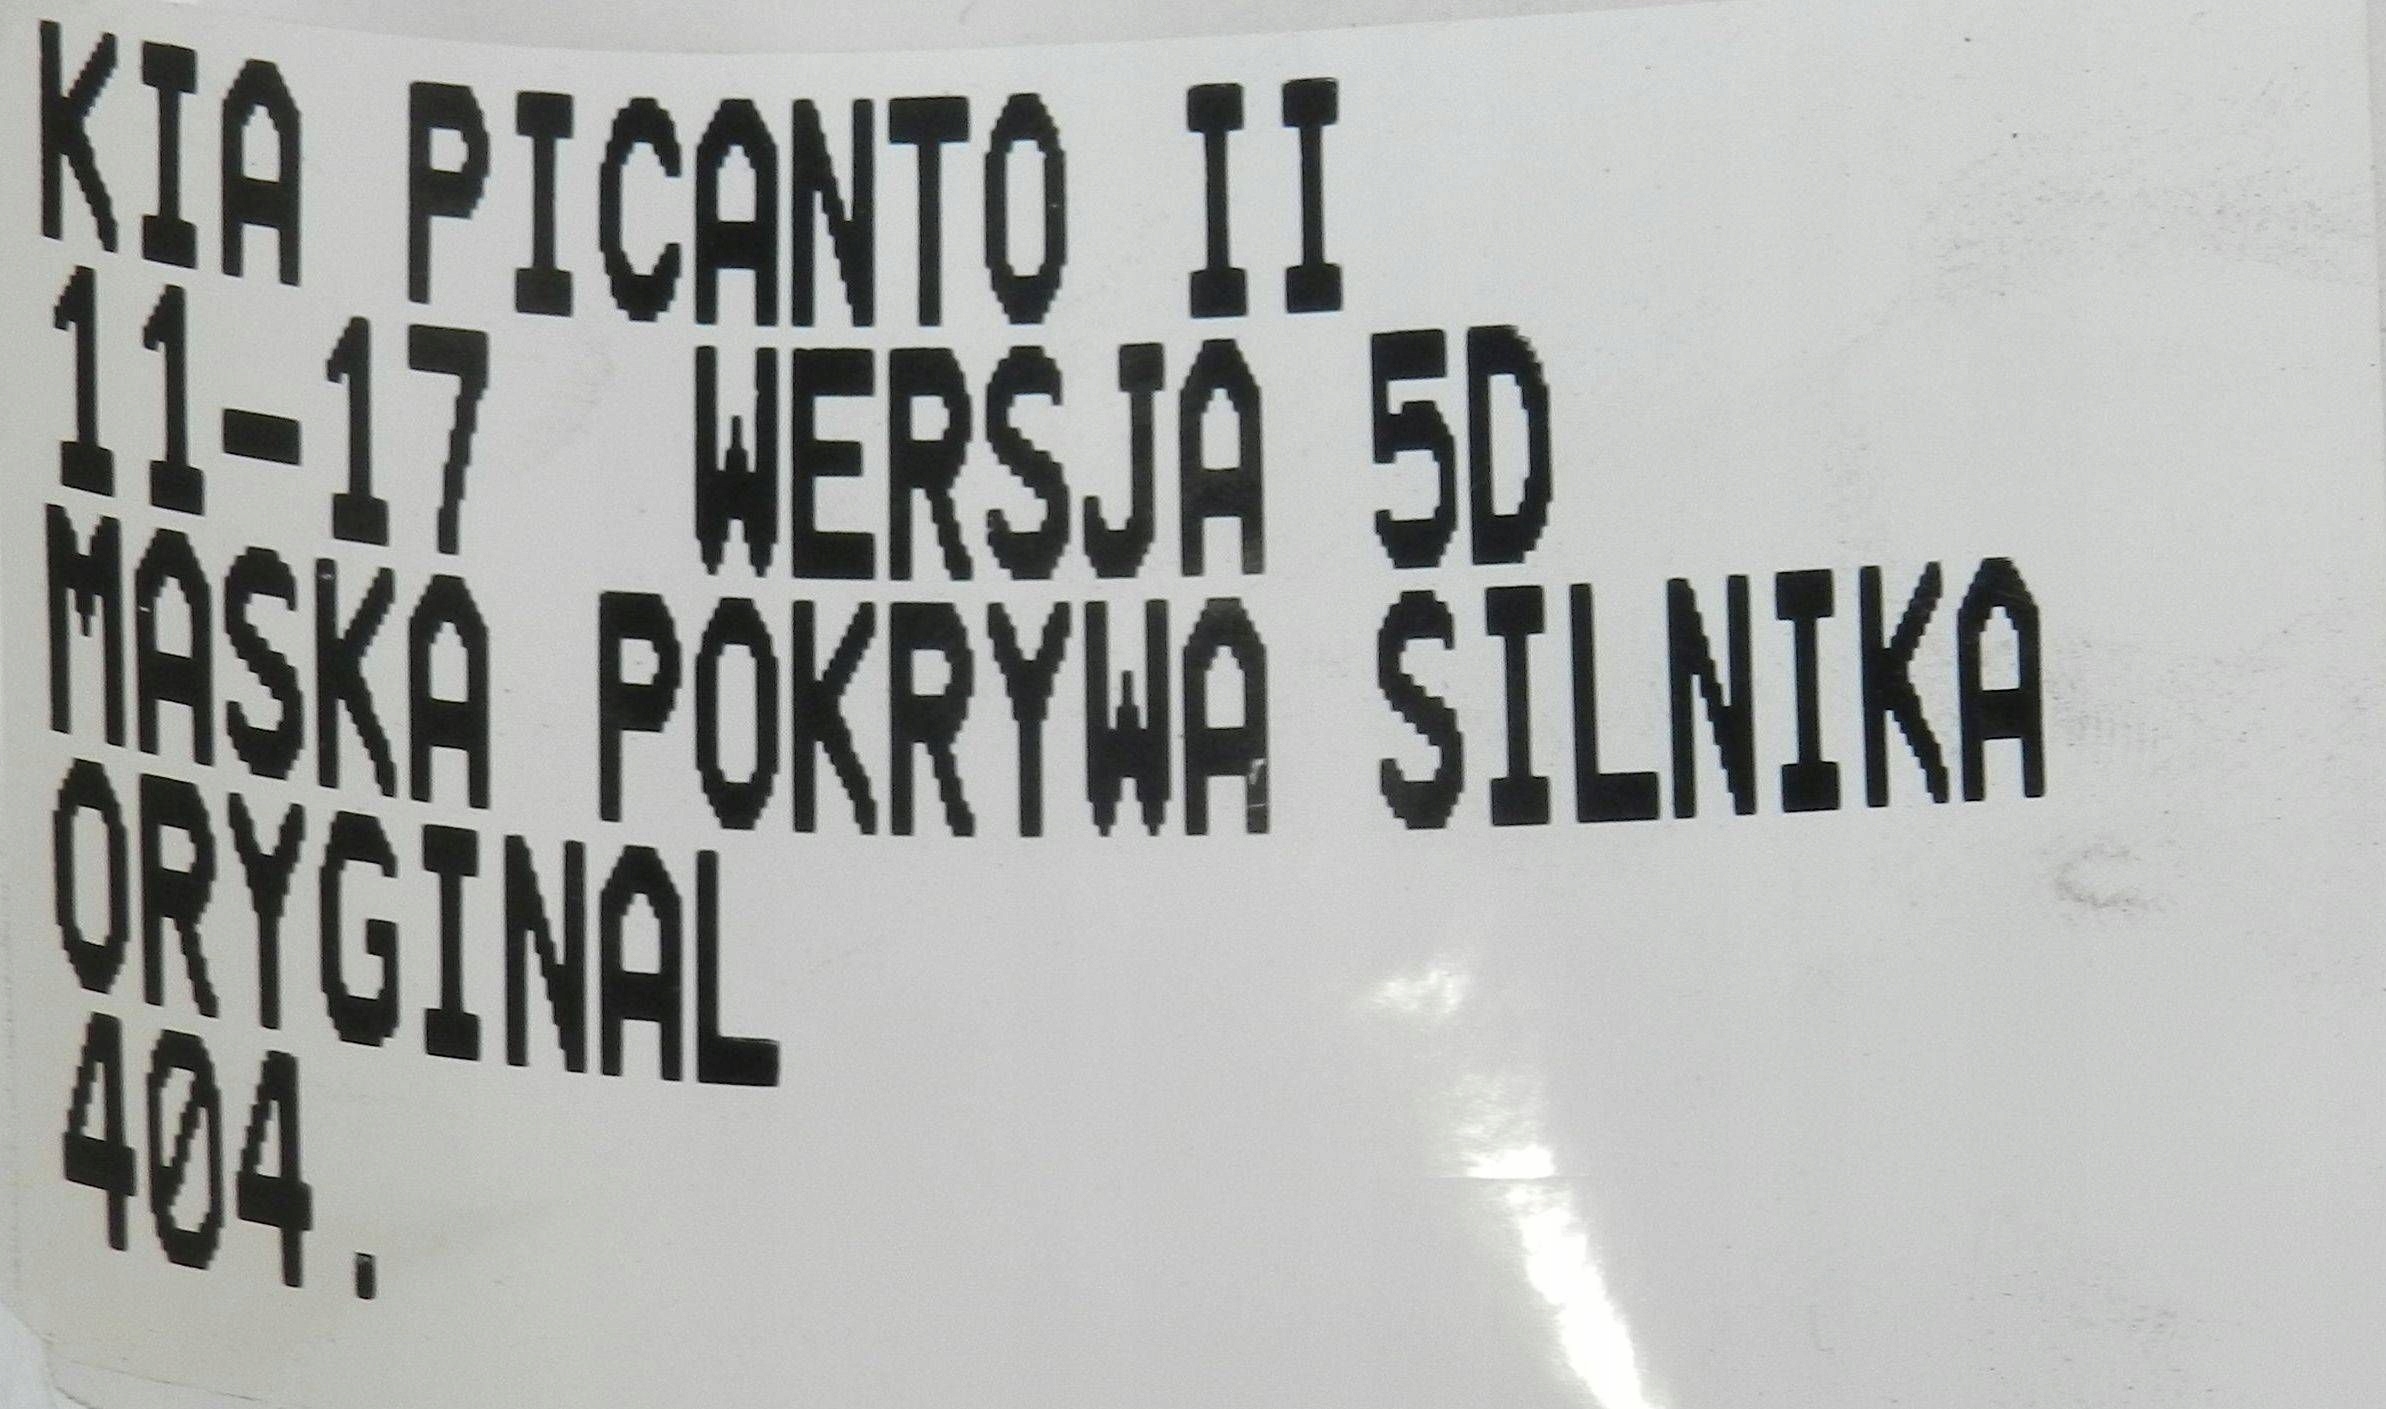 KIA PICANTO II
11-17  WERSJA 5D
MASKA POKRYWA SILNIKA
ORYGINAL
404.